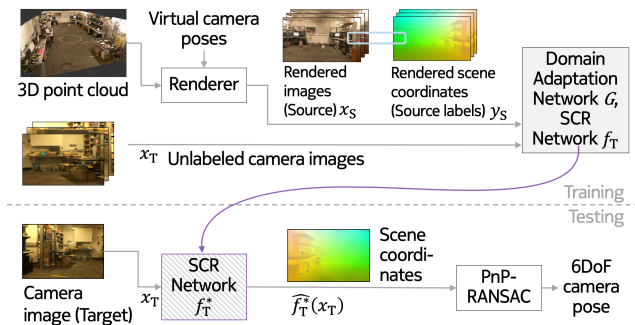 Virtual camera
poses
3D point cloud
Renderer
Rendered
images
(Source) x_S
Rendered scene
coordinates
(Source labels) y_S
Domain
Adaptation
Network G,
SCR
Network f_T
x_T Unlabeled camera images
Training
Testing
Camera
image (Target)
x_T
SCR
Network
f_T^*
Scene
coordi-
nates
\widehat{f_T^*}(x_T)
PnP-
RANSAC
6DoF
camera
pose